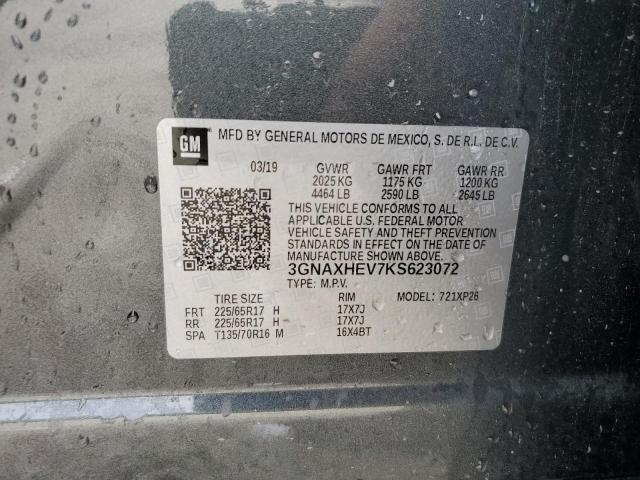 GM MFD BY GENERAL MOTORS DE MEXICO, S. DE R.L. DE C.V.
03/19 GVWR GAWR FRT GAWR RR
2025 KG 1175 KG 1200 KG
4464 LB 2590 LB 2645 LB
THIS VEHICLE CONFORMS TO ALL
APPLICABLE U.S. FEDERAL MOTOR
VEHICLE SAFETY AND THEFT PREVENTION
STANDARDS IN EFFECT ON THE DATE OF
MANUFACTURE SHOWN ABOVE.
3GNAXHEV7KS623072
TYPE: M.P.V. MODEL: 721XP26
TIRE SIZE RIM
FRT 225/65R17 H 17X7J
RR 225/65R17 H 17X7J
SPA T135/70R16 M 16X4BT